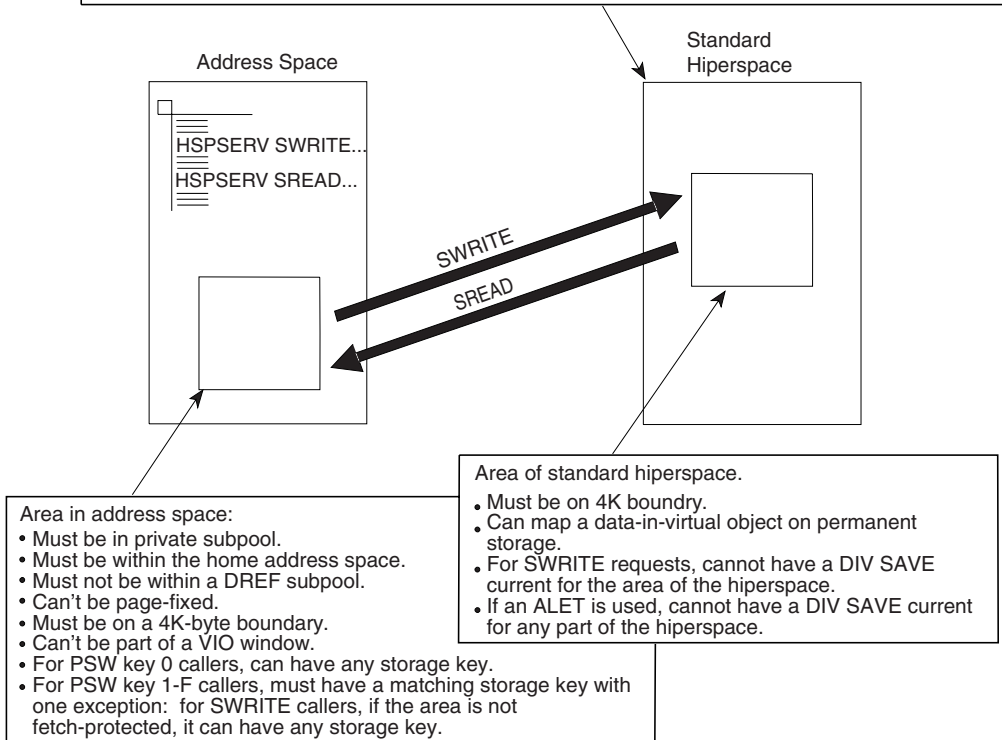 Address Space
Standard
Hiperspace
HSPSERV SWRITE...
HSPSERV SREAD...
SWRITE
SREAD
Area in address space:
• Must be in private subpool.
• Must be within the home address space.
• Must not be within a DREF subpool.
• Can't be page-fixed.
• Must be on a 4K-byte boundary.
• Can't be part of a VIO window.
• For PSW key 0 callers, can have any storage key.
• For PSW key 1-F callers, must have a matching storage key with
one exception: for SWRITE callers, if the area is not
fetch-protected, it can have any storage key.
Area of standard hiperspace.
• Must be on 4K boundry.
• Can map a data-in-virtual object on permanent
storage.
• For SWRITE requests, cannot have a DIV SAVE
current for the area of the hiperspace.
• If an ALET is used, cannot have a DIV SAVE current
for any part of the hiperspace.